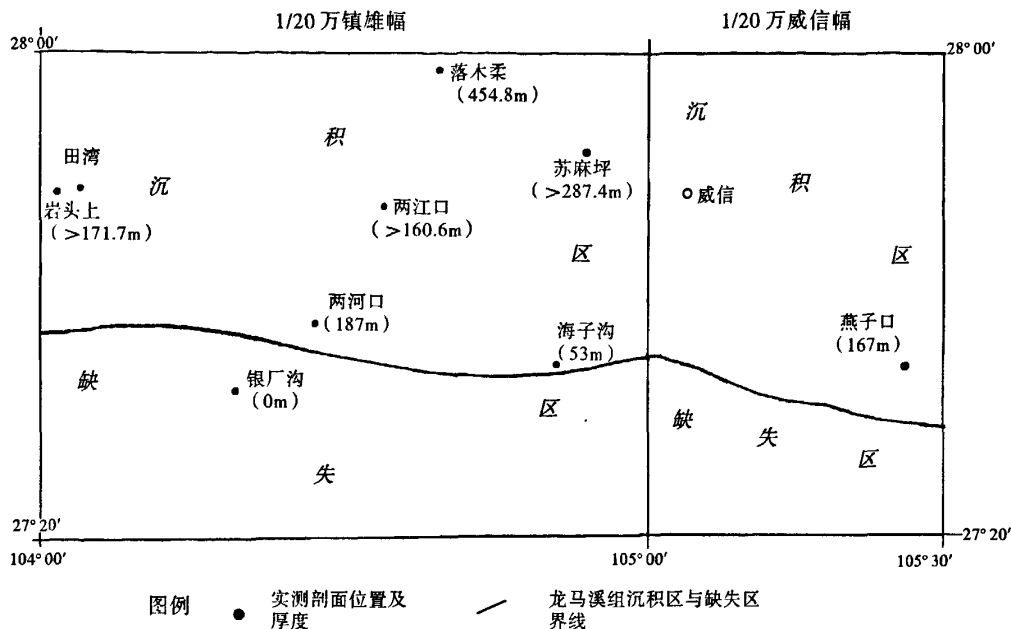 1/20 万镇雄幅
1/20 万威信幅
28° 00′
28° 00′
落木柔
(454.8m)
沉
积
田湾
沉
苏麻坪
(>287.4m)
威信
积
岩头上
(>171.7m)
两江口
(>160.6m)
区
区
两河口
(187m)
海子沟
(53m)
燕子口
(167m)
缺
银厂沟
(0m)
区
缺
失
区
失
27° 20′
27° 20′
104° 00′
105° 00′
105° 30′
图例
实测剖面位置及
厚度
龙马溪组沉积区与缺失区
界线